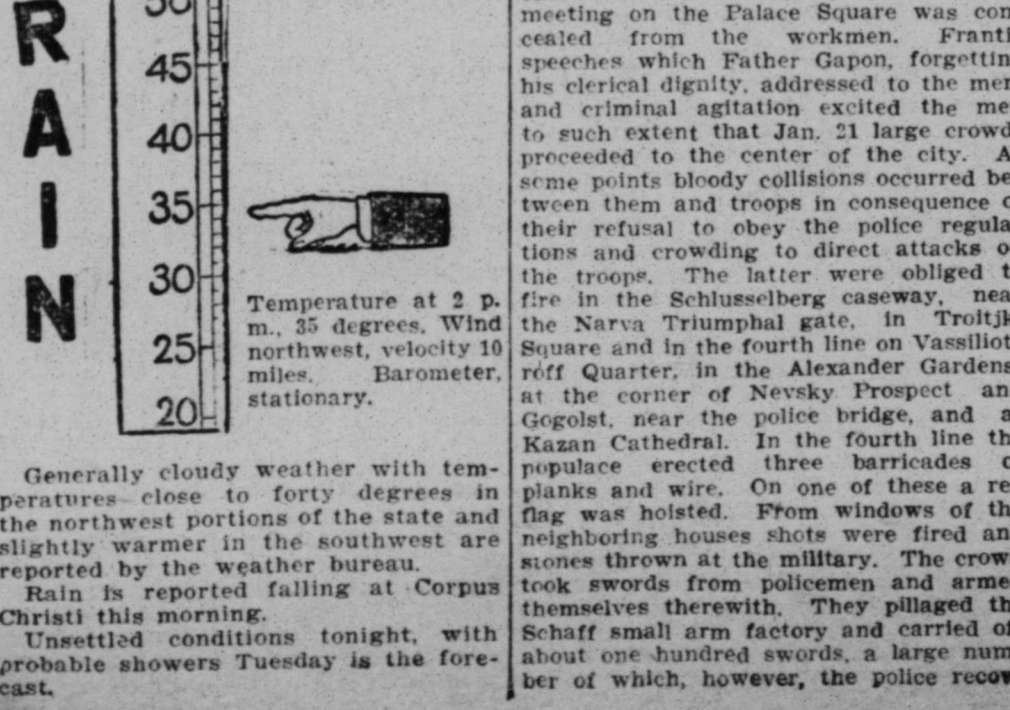 RAIN
50
45
40
35
30
25
20
Temperature at 2 p.
m., 35 degrees. Wind
northwest, velocity 10
miles. Barometer,
stationary.
Generally cloudy weather with tem-
peratures close to forty degrees in
the northwest portions of the state and
slightly warmer in the southwest are
reported by the weather bureau.
Rain is reported falling at Corpus
Christi this morning.
Unsettled conditions tonight, with
probable showers Tuesday is the fore-
cast.
meeting on the Palace Square was con
cealed from the workmen. Franti
speeches which Father Gapon, forgettin
his clerical dignity, addressed to the men
and criminal agitation excited the me
to such extent that Jan. 21 large crowd
proceeded to the center of the city. A
some points bloody collisions occurred be
tween them and troops in consequence o
their refusal to obey the police regula
tions and crowding to direct attacks o
the troops. The latter were obliged t
fire in the Schlusselberg caseway, nea
the Narva Triumphal gate, in Troitjk
Square and in the fourth line on Vassiliot
roff Quarter, in the Alexander Gardens
at the corner of Nevsky Prospect an
Gogolst, near the police bridge, and a
Kazan Cathedral. In the fourth line th
populace erected three barricades o
planks and wire. On one of these a re
flag was hoisted. From windows of th
neighboring houses shots were fired an
stones thrown at the military. The crow
took swords from policemen and arme
themselves therewith. They pillaged th
Schaff small arm factory and carried of
about one hundred swords, a large num
ber of which, however, the police recov